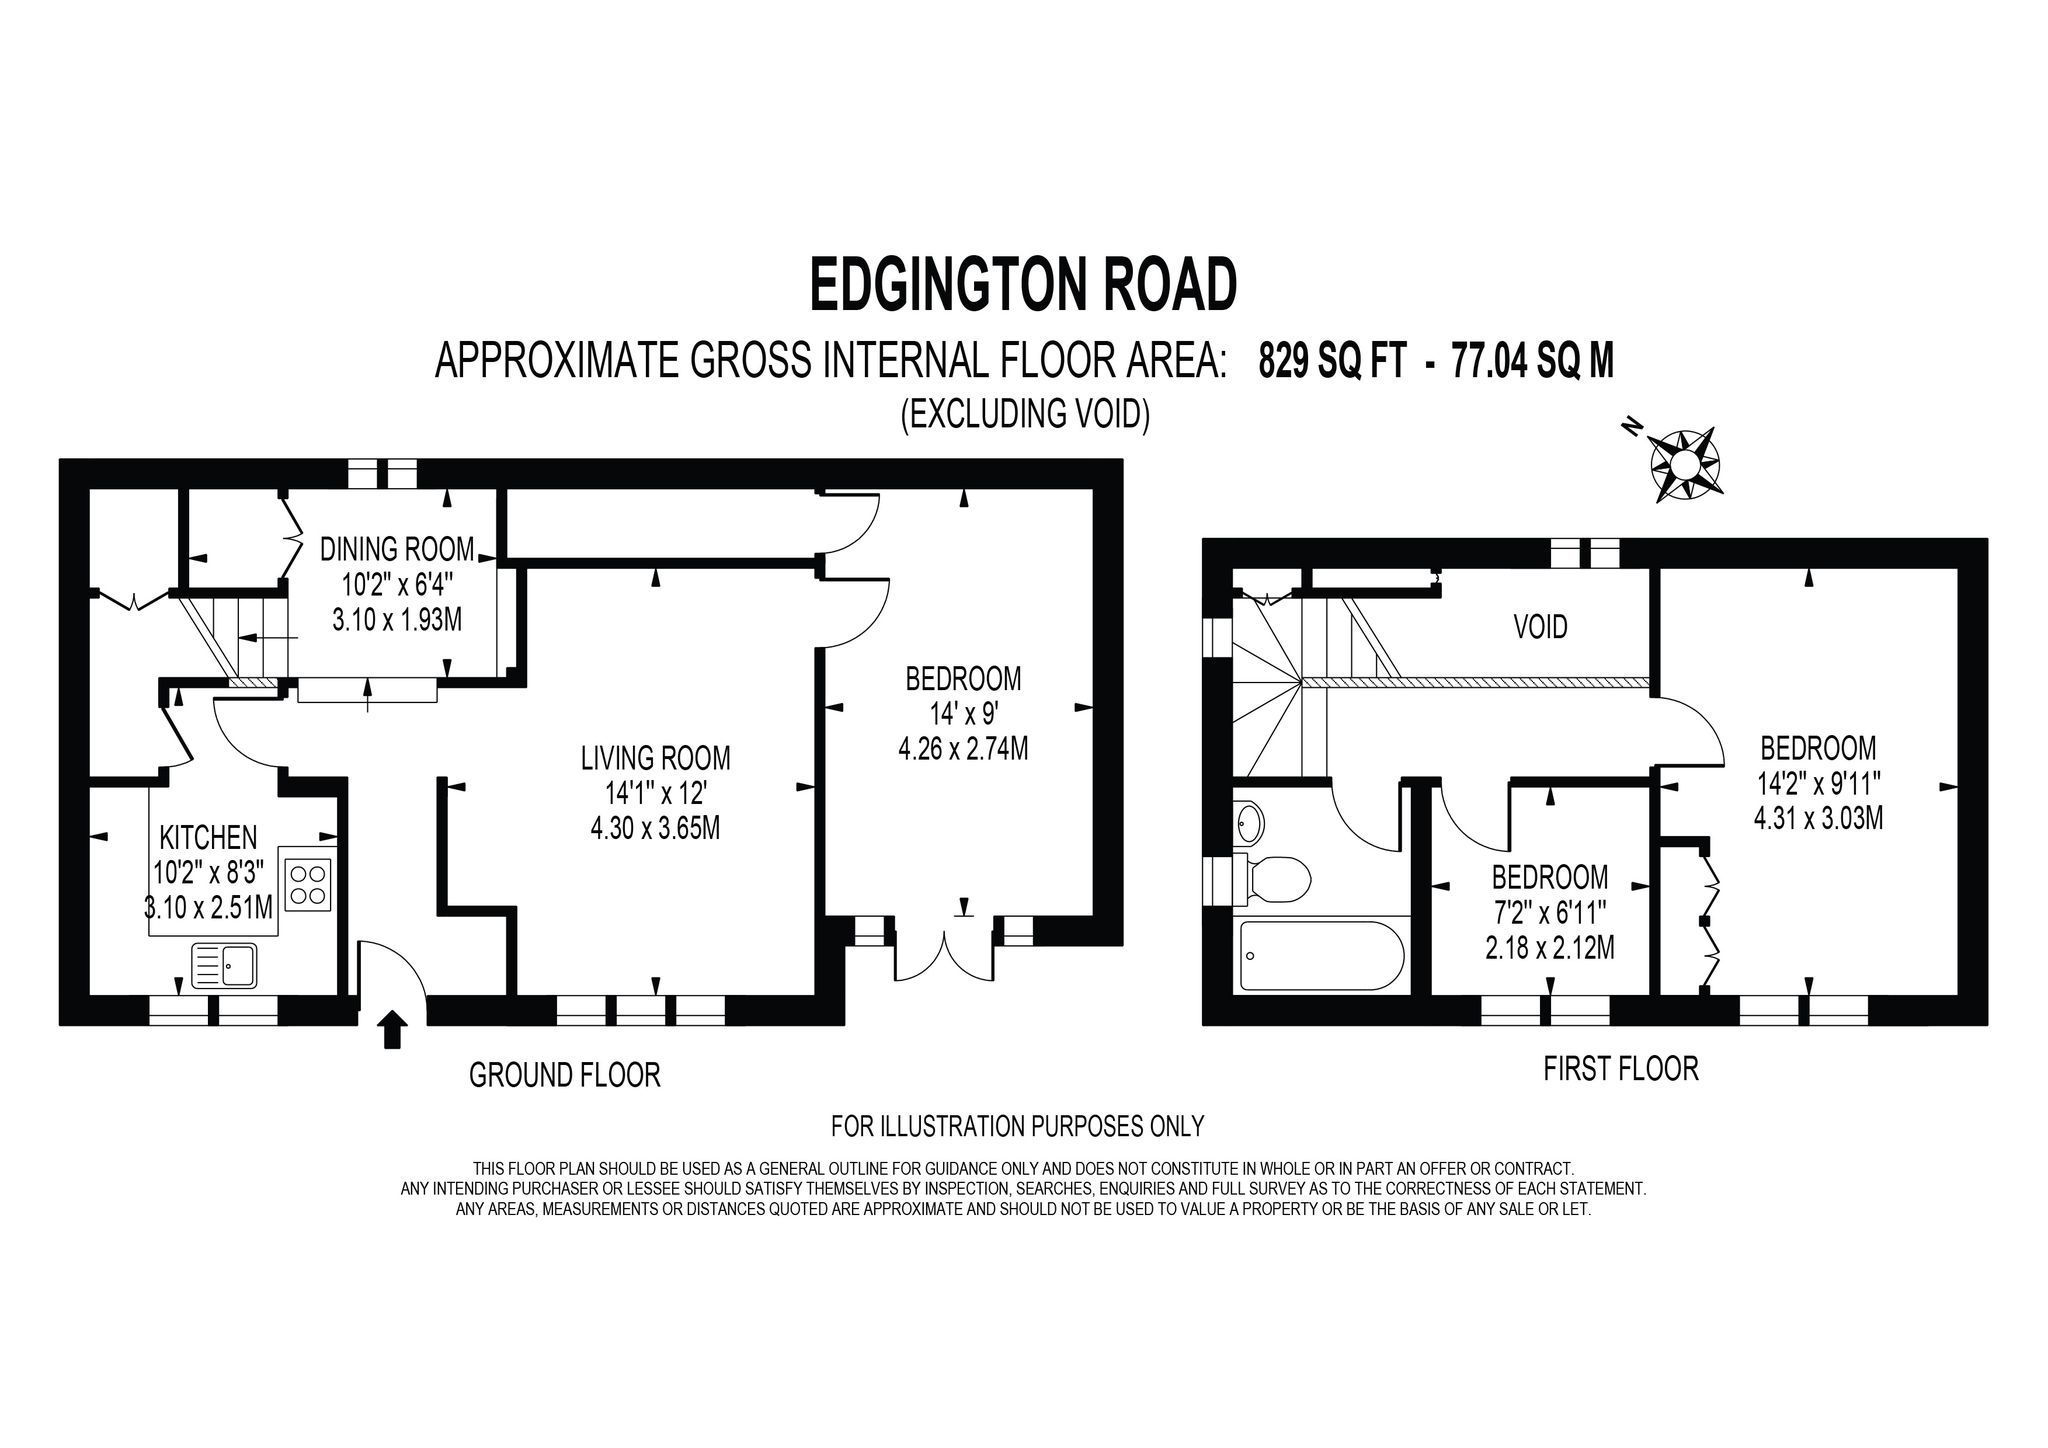 EDGINGTON ROAD
APPROXIMATE GROSS INTERNAL FLOOR AREA: 829 SQ FT - 77.04 SQ M
(EXCLUDING VOID)
N
DINING ROOM
10'2" x 6'4"
3.10 x 1.93M
LIVING ROOM
14'1" x 12'
4.30 x 3.65M
BEDROOM
14' x 9'
4.26 x 2.74M
KITCHEN
10'2" x 8'3"
3.10 x 2.51M
GROUND FLOOR
VOID
BEDROOM
14'2" x 9'11"
4.31 x 3.03M
BEDROOM
7'2" x 6'11"
2.18 x 2.12M
FIRST FLOOR
FOR ILLUSTRATION PURPOSES ONLY
THIS FLOOR PLAN SHOULD BE USED AS A GENERAL OUTLINE FOR GUIDANCE ONLY AND DOES NOT CONSTITUTE IN WHOLE OR IN PART AN OFFER OR CONTRACT.
ANY INTENDING PURCHASER OR LESSEE SHOULD SATISFY THEMSELVES BY INSPECTION, SEARCHES, ENQUIRIES AND FULL SURVEY AS TO THE CORRECTNESS OF EACH STATEMENT.
ANY AREAS, MEASUREMENTS OR DISTANCES QUOTED ARE APPROXIMATE AND SHOULD NOT BE USED TO VALUE A PROPERTY OR BE THE BASIS OF ANY SALE OR LET.